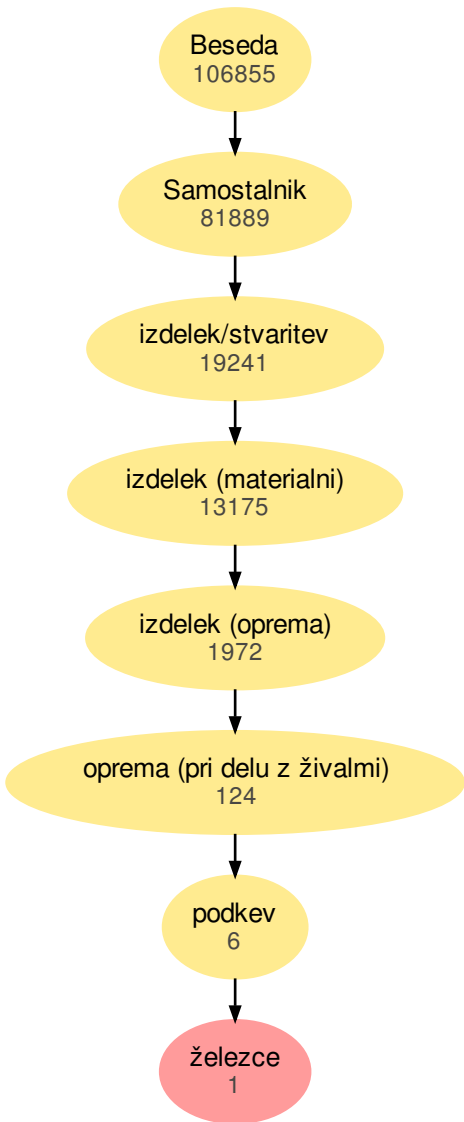 Beseda
106855
Samostalnik
81889
izdelek/stvaritev
19241
izdelek (materialni)
13175
izdelek (oprema)
1972
oprema (pri delu z živalmi)
124
podkev
6
železce
1